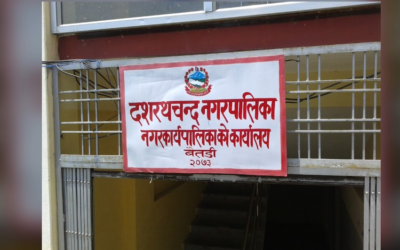 दशरथचन्द नगरपालिका
नगरकार्यपालिकाको कार्यालय
बैतडी
२०७३